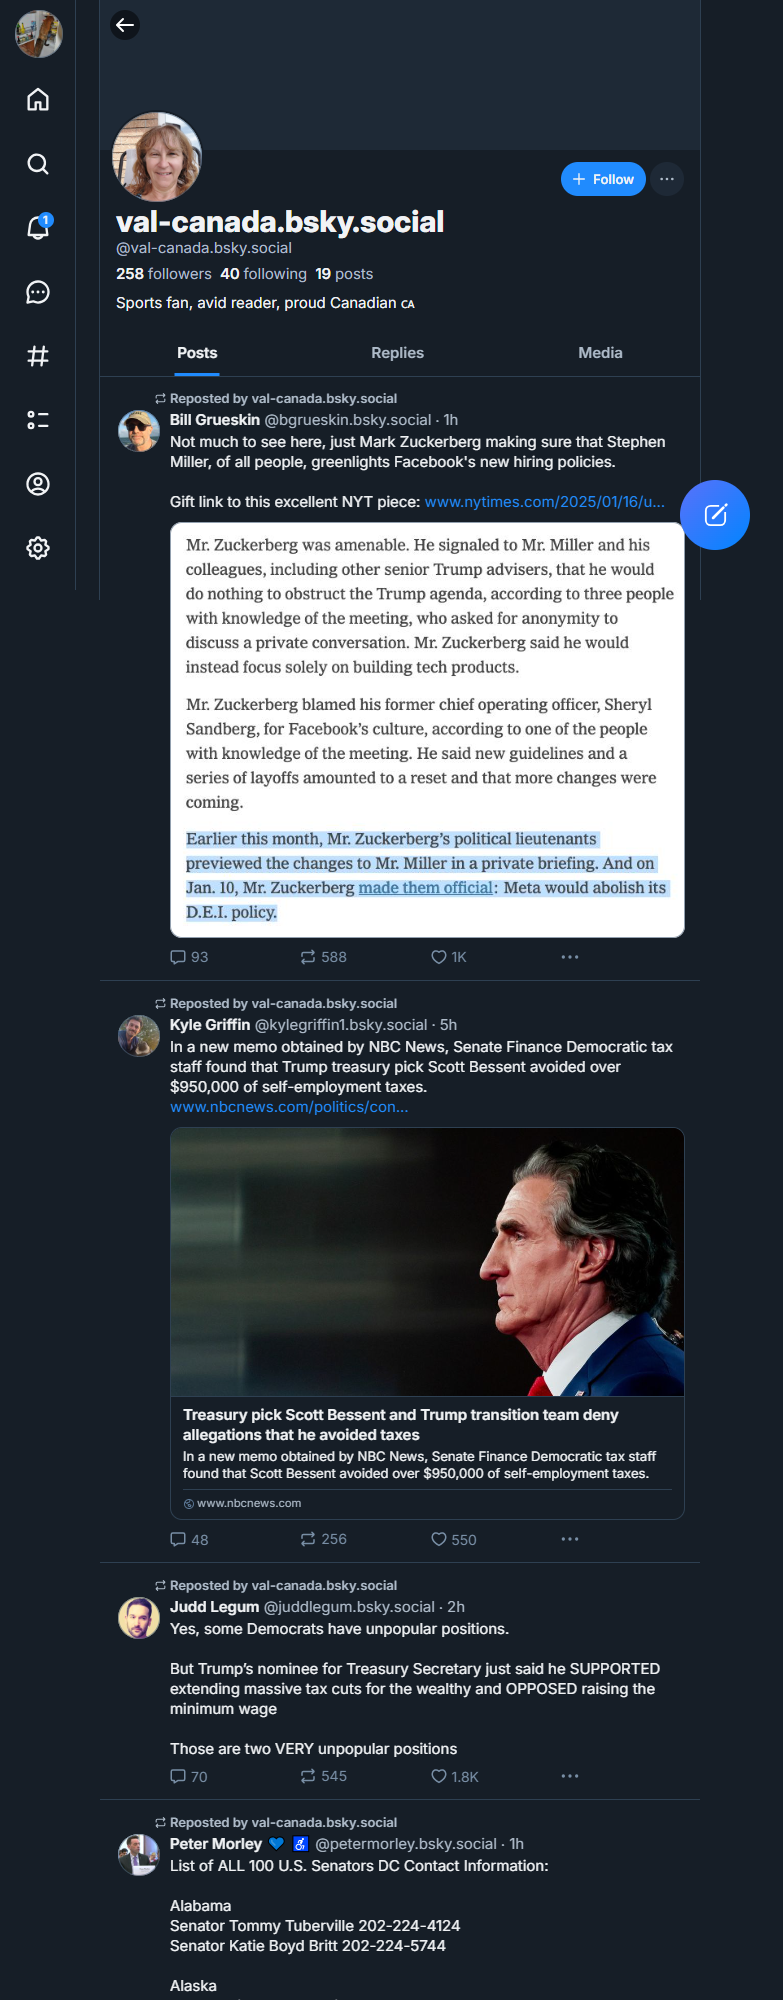 1
Follow
val-canada.bsky.social
@val-canada.bsky.social
258 followers 40 following 19 posts
Sports fan, avid reader, proud Canadian 🇨🇦
Posts Replies Media
Reposted by val-canada.bsky.social
Bill Grueskin @bgrueskin.bsky.social · 1h
Not much to see here, just Mark Zuckerberg making sure that Stephen
Miller, of all people, greenlights Facebook's new hiring policies.
Gift link to this excellent NYT piece: www.nytimes.com/2025/01/16/u...
Mr. Zuckerberg was amenable. He signaled to Mr. Miller and his
colleagues, including other senior Trump advisers, that he would
do nothing to obstruct the Trump agenda, according to three people
with knowledge of the meeting, who asked for anonymity to
discuss a private conversation. Mr. Zuckerberg said he would
instead focus solely on building tech products.
Mr. Zuckerberg blamed his former chief operating officer, Sheryl
Sandberg, for Facebook’s culture, according to one of the people
with knowledge of the meeting. He said new guidelines and a
series of layoffs amounted to a reset and that more changes were
coming.
Earlier this month, Mr. Zuckerberg’s political lieutenants
previewed the changes to Mr. Miller in a private briefing. And on
Jan. 10, Mr. Zuckerberg made them official: Meta would abolish its
D.E.I. policy.
93 588 1K
Reposted by val-canada.bsky.social
Kyle Griffin @kylegriffin1.bsky.social · 5h
In a new memo obtained by NBC News, Senate Finance Democratic tax
staff found that Trump treasury pick Scott Bessent avoided over
$950,000 of self-employment taxes.
www.nbcnews.com/politics/con...
Treasury pick Scott Bessent and Trump transition team deny
allegations that he avoided taxes
In a new memo obtained by NBC News, Senate Finance Democratic tax staff
found that Scott Bessent avoided over $950,000 of self-employment taxes.
www.nbcnews.com
48 256 550
Reposted by val-canada.bsky.social
Judd Legum @juddlegum.bsky.social · 2h
Yes, some Democrats have unpopular positions.
But Trump’s nominee for Treasury Secretary just said he SUPPORTED
extending massive tax cuts for the wealthy and OPPOSED raising the
minimum wage
Those are two VERY unpopular positions
70 545 1.8K
Reposted by val-canada.bsky.social
Peter Morley 💙 ♿ @petermorley.bsky.social · 1h
List of ALL 100 U.S. Senators DC Contact Information:
Alabama
Senator Tommy Tuberville 202-224-4124
Senator Katie Boyd Britt 202-224-5744
Alaska